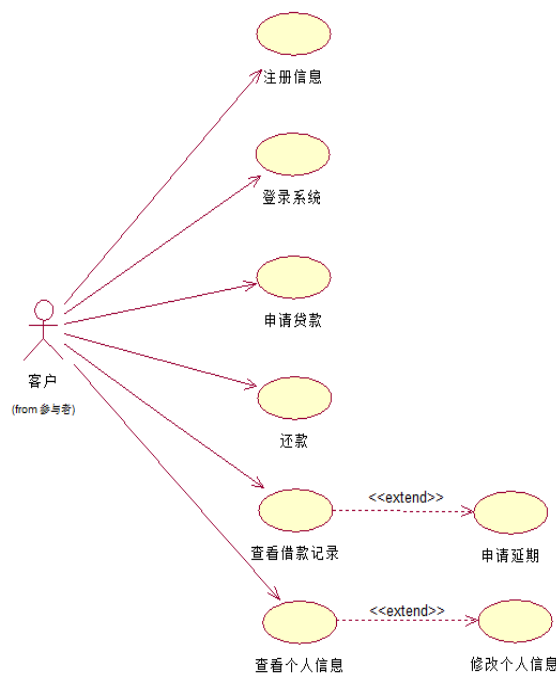 注册信息
登录系统
申请贷款
客户
(from 参与者)
还款
<<extend>>
查看借款记录
申请延期
<<extend>>
查看个人信息
修改个人信息